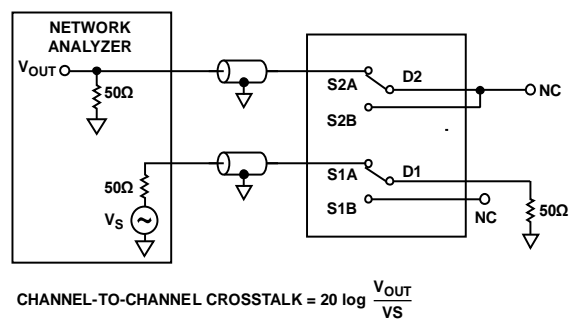 NETWORK
ANALYZER
VOUT
50Ω
S2A
D2
NC
S2B
50Ω
VS
S1A
D1
S1B
NC
50Ω
CHANNEL-TO-CHANNEL CROSSTALK = 20 log VOUT
VS